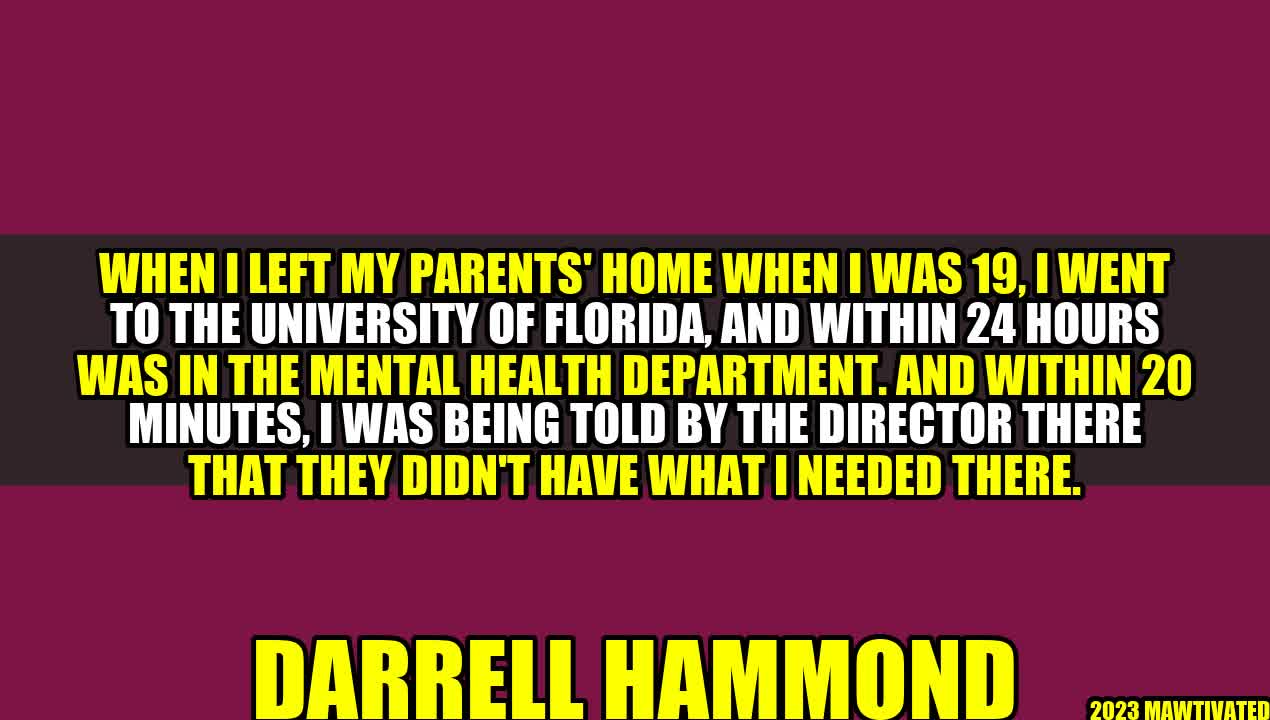 WHEN I LEFT MY PARENTS' HOME WHEN I WAS 19, I WENT
TO THE UNIVERSITY OF FLORIDA, AND WITHIN 24 HOURS
WAS IN THE MENTAL HEALTH DEPARTMENT. AND WITHIN 20
MINUTES, I WAS BEING TOLD BY THE DIRECTOR THERE
THAT THEY DIDN'T HAVE WHAT I NEEDED THERE.
DARRELL HAMMOND
2023 MAWTIVATED